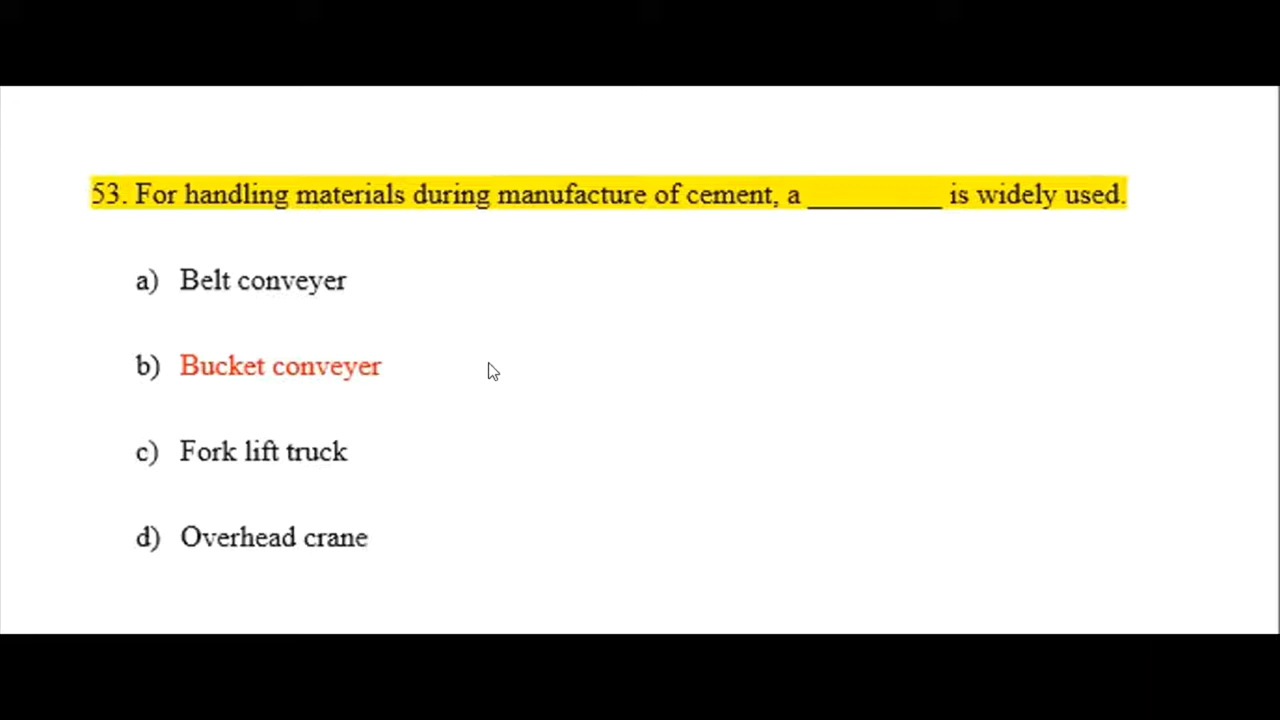 53. For handling materials during manufacture of cement, a _________ is widely used.
a) Belt conveyer
b) Bucket conveyer
c) Fork lift truck
d) Overhead crane